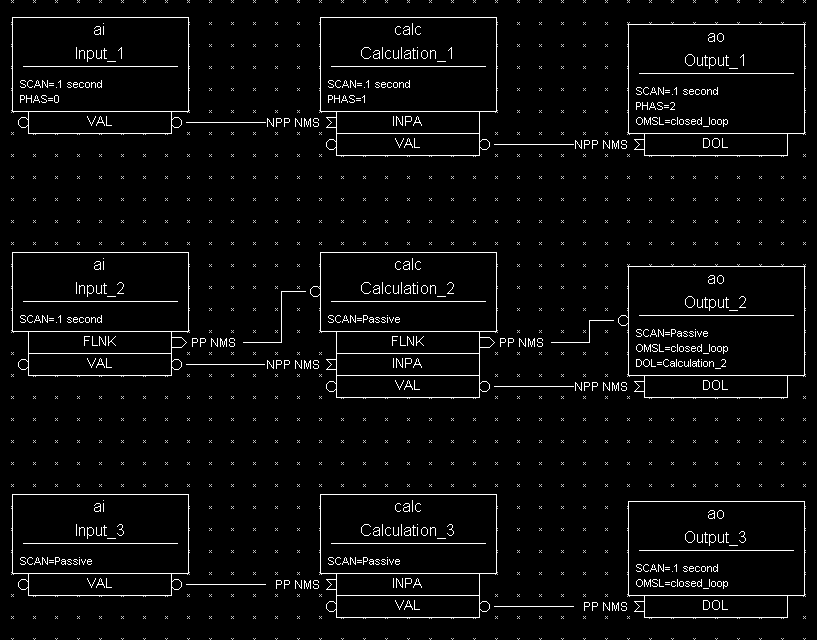 ai
Input_1
SCAN=.1 second
PHAS=0
VAL
calc
Calculation_1
SCAN=.1 second
PHAS=1
NPP NMS
INPA
VAL
ao
Output_1
SCAN=.1 second
PHAS=2
OMSL=closed_loop
NPP NMS
DOL
ai
Input_2
SCAN=.1 second
FLNK
PP NMS
VAL
calc
Calculation_2
SCAN=Passive
FLNK
PP NMS
NPP NMS
INPA
VAL
ao
Output_2
SCAN=Passive
OMSL=closed_loop
DOL=Calculation_2
NPP NMS
DOL
ai
Input_3
SCAN=Passive
VAL
calc
Calculation_3
SCAN=Passive
PP NMS
INPA
VAL
ao
Output_3
SCAN=.1 second
OMSL=closed_loop
PP NMS
DOL